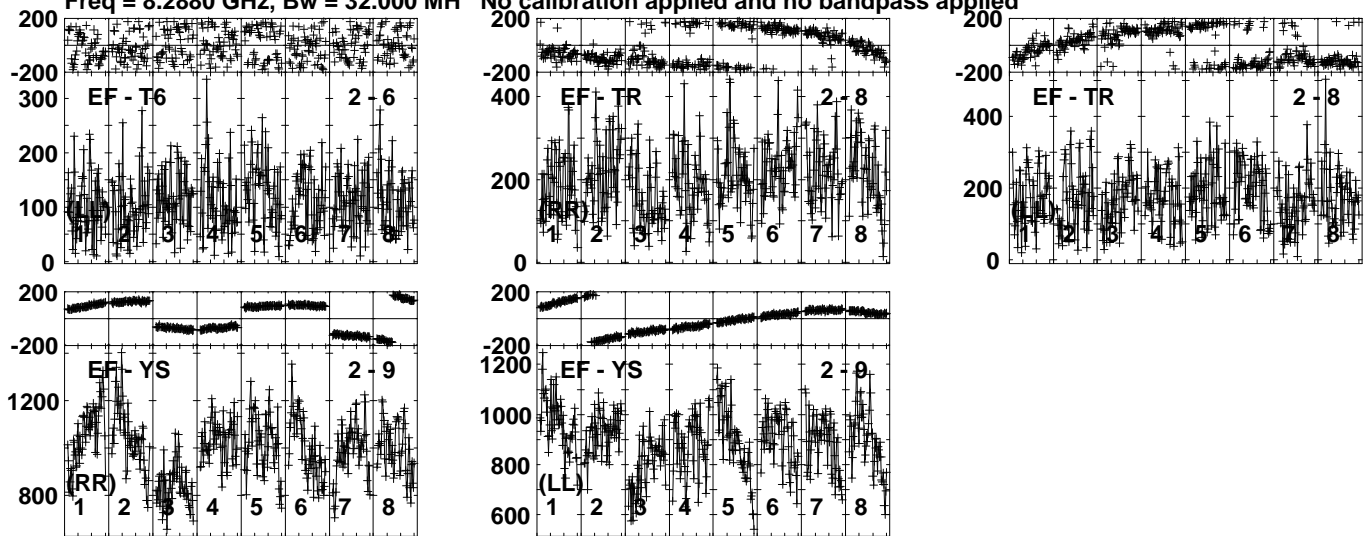 Freq = 8.2880 GHz, Bw = 32.000 MH No calibration applied and no bandpass applied
200
-200
EF - T6 2 - 6
300
200
100
0
(LL)
1 2 3 4 5 6 7 8
200
-200
EF - TR 2 - 8
400
200
0
(RR)
1 2 3 4 5 6 7 8
200
-200
EF - TR 2 - 8
400
200
0
(LL)
1 2 3 4 5 6 7 8
200
-200
EF - YS 2 - 9
1200
800
(RR)
1 2 3 4 5 6 7 8
200
-200
EF - YS 2 - 9
1200
1000
800
600
(LL)
1 2 3 4 5 6 7 8